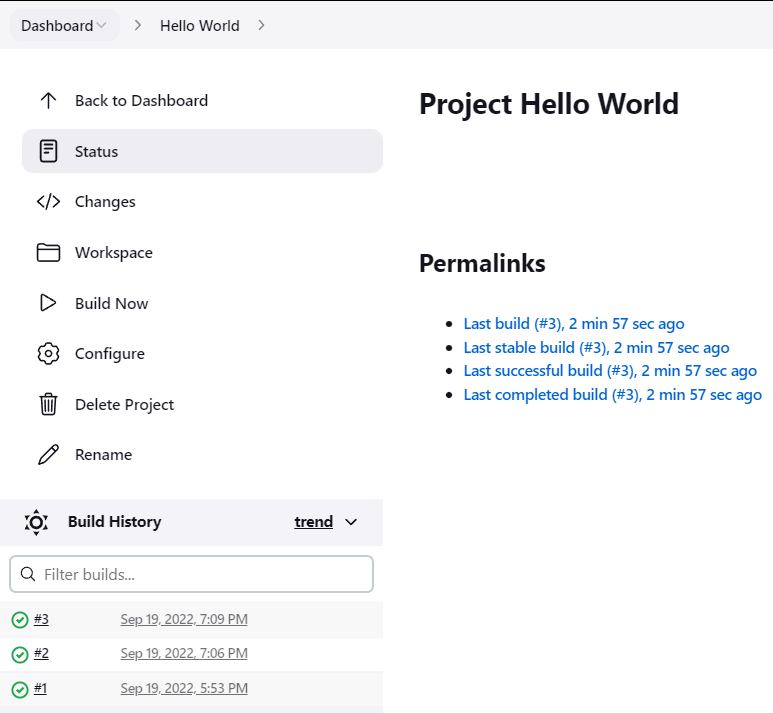 Dashboard
Hello World
Back to Dashboard
Status
Changes
Workspace
Build Now
Configure
Delete Project
Rename
Build History
trend
Filter builds...
#3 Sep 19, 2022, 7:09 PM
#2 Sep 19, 2022, 7:06 PM
#1 Sep 19, 2022, 5:53 PM
Project Hello World
Permalinks
Last build (#3), 2 min 57 sec ago
Last stable build (#3), 2 min 57 sec ago
Last successful build (#3), 2 min 57 sec ago
Last completed build (#3), 2 min 57 sec ago